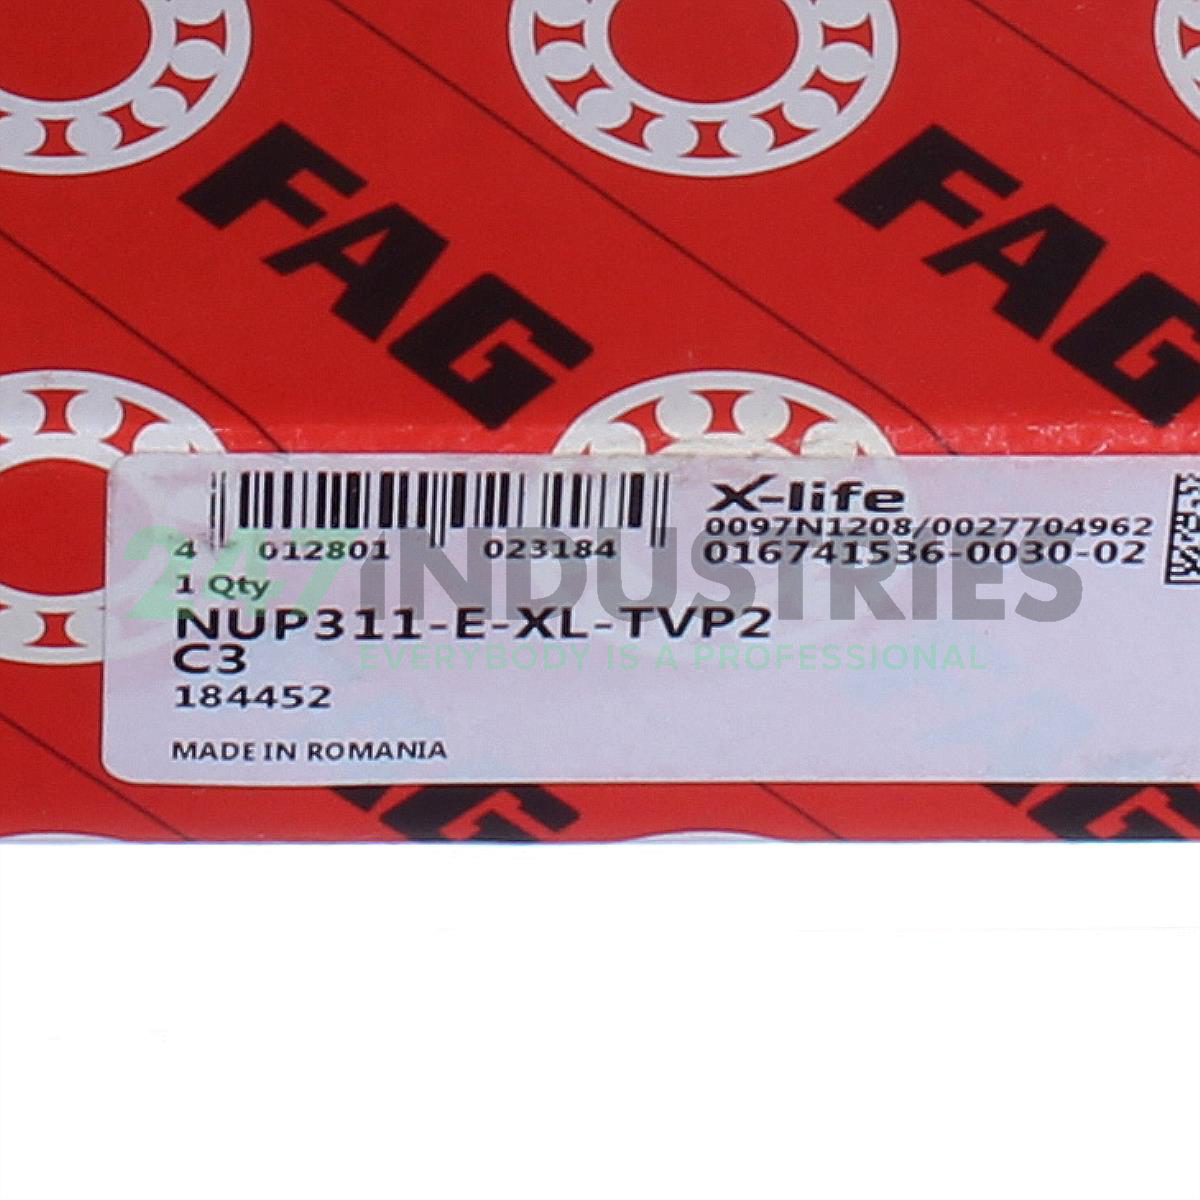 FAG FAG
X-life
0097N1208/0027704962
4 012801 023184 016741536-0030-02
1 Qty
247 INDUSTRIES
NUP311-E-XL-TVP2
C3
EVERYBODY IS A PROFESSIONAL
184452
MADE IN ROMANIA